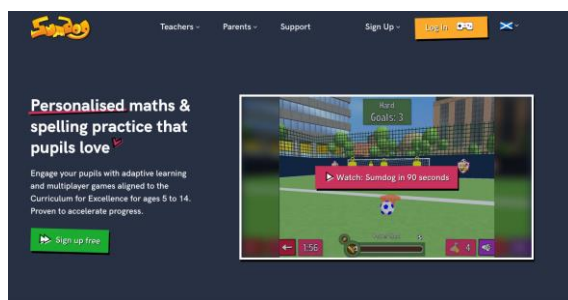 Sumdog
Teachers
Parents
Support
Sign Up
Log In
Personalised maths &
spelling practice that
pupils love
Engage your pupils with adaptive learning
and multiplayer games aligned to the
Curriculum for Excellence for ages 5 to 14.
Proven to accelerate progress.
Sign up free
Hard
Goals: 3
Watch: Sumdog in 90 seconds
1:56
5
4